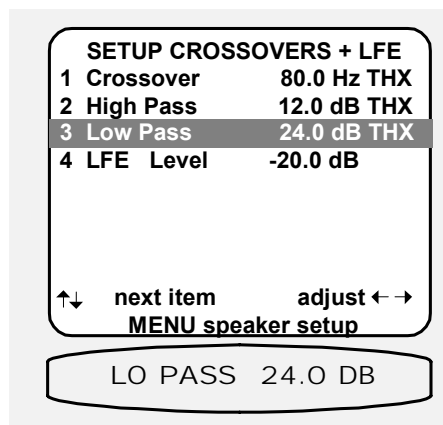 SETUP CROSSOVERS + LFE
1 Crossover 80.0 Hz THX
2 High Pass 12.0 dB THX
3 Low Pass 24.0 dB THX
4 LFE Level -20.0 dB
↑↓ next item adjust ←→
MENU speaker setup
LO PASS 24.0 DB